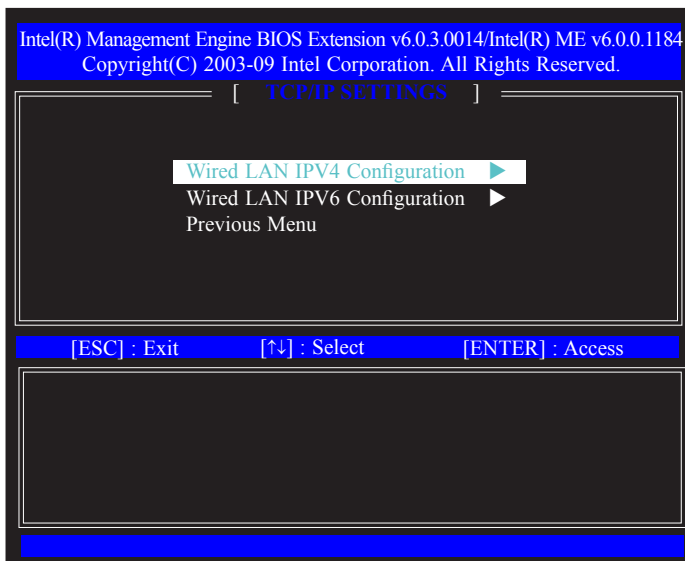 Intel(R) Management Engine BIOS Extension v6.0.3.0014/Intel(R) ME v6.0.0.1184
Copyright(C) 2003-09 Intel Corporation. All Rights Reserved.
[ TCP/IP SETTINGS ]
Wired LAN IPV4 Configuration ▶
Wired LAN IPV6 Configuration ▶
Previous Menu
[ESC] : Exit [↑↓] : Select [ENTER] : Access